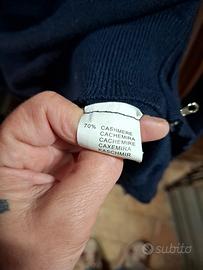 70% CASHMERE
CACHEMIRA
CACHEMIRE
CAXEMIRA
KASCHMIR
subito